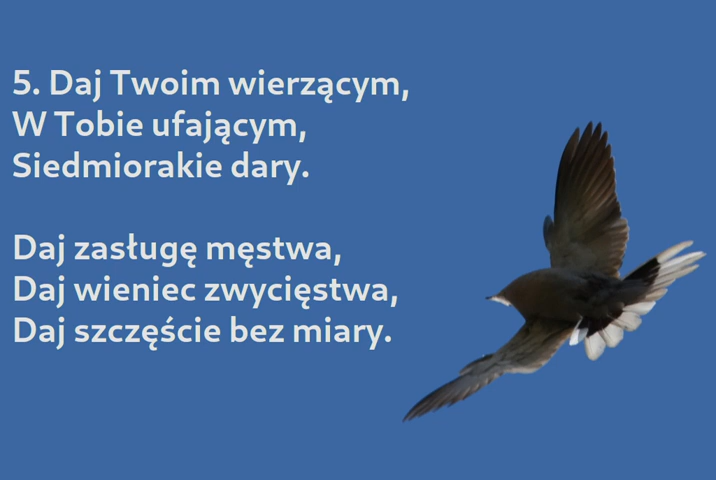 5. Daj Twoim wierzącym,
W Tobie ufającym,
Siedmiorakie dary.
Daj zasługę męstwa,
Daj wieniec zwycięstwa,
Daj szczęście bez miary.